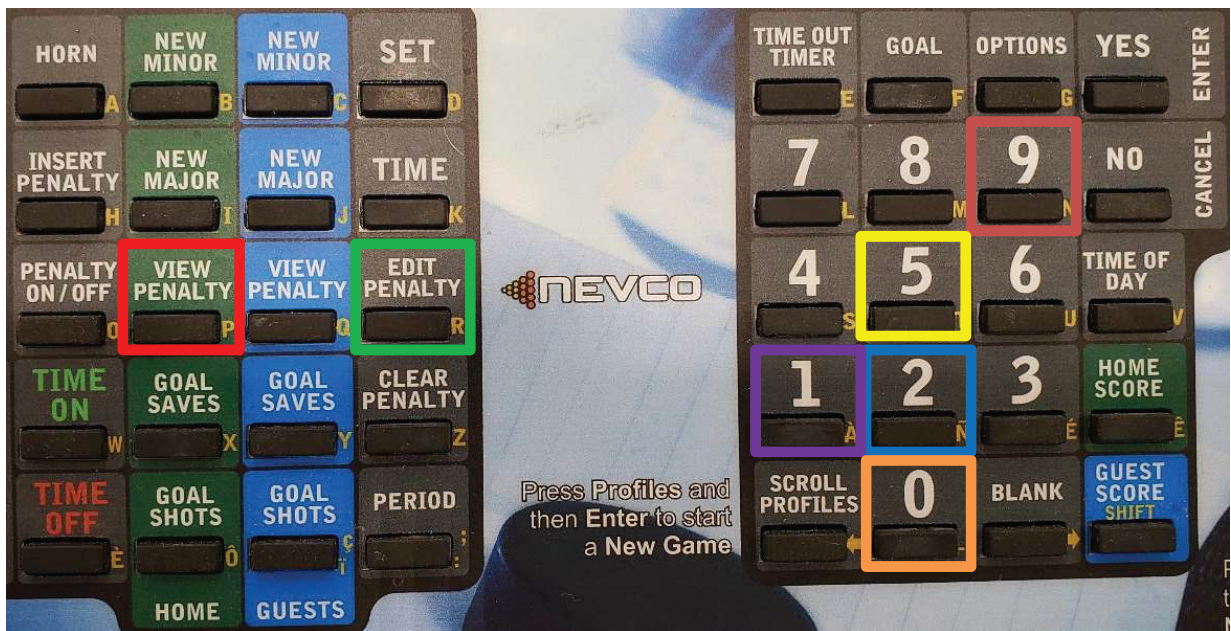 HORN
A
NEW
MINOR
B
NEW
MINOR
C
SET
D
INSERT
PENALTY
H
NEW
MAJOR
I
NEW
MAJOR
J
TIME
K
PENALTY
ON / OFF
O
VIEW
PENALTY
P
VIEW
PENALTY
Q
EDIT
PENALTY
R
TIME
ON
W
GOAL
SAVES
X
GOAL
SAVES
Y
CLEAR
PENALTY
Z
TIME
OFF
È
GOAL
SHOTS
Ô
GOAL
SHOTS
Ç
Ï
PERIOD
;
:
HOME
GUESTS
NEVCO
Press Profiles and
then Enter to start
a New Game
TIME OUT
TIMER
E
GOAL
F
OPTIONS
G
YES
ENTER
7
L
8
M
9
N
NO
CANCEL
4
S
5
6
U
TIME OF
DAY
V
1
À
2
Ñ
3
É
HOME
SCORE
Ê
SCROLL
PROFILES
←
0
-
BLANK
→
GUEST
SCORE
SHIFT